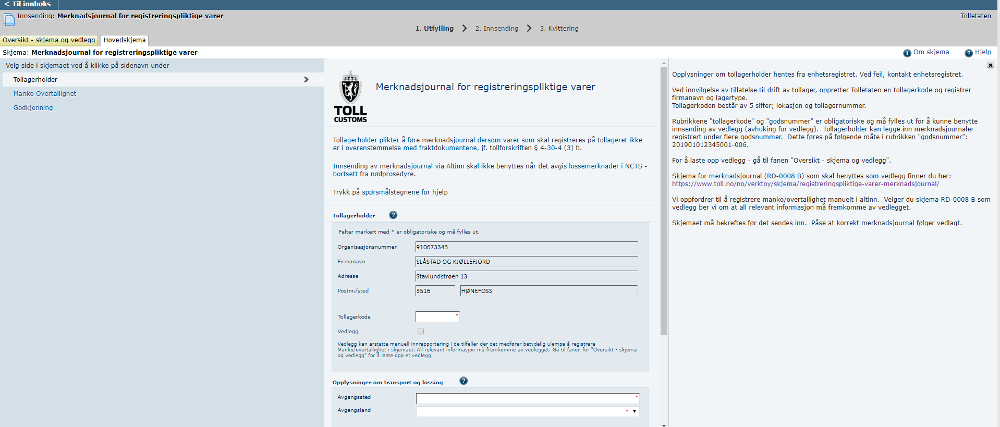 < Til innboks
Innsending: Merknadsjournal for registreringspliktige varer
Tolletaten
1. Utfylling
2. Innsending
3. Kvittering
Oversikt - skjema og vedlegg
Hovedskjema
Skjema: Merknadsjournal for registreringspliktige varer
Om skjema
Hjelp
Velg side i skjemaet ved å klikke på sidenavn under
Tollagerholder
Manko Overtallighet
Godkjenning
TOLL
CUSTOMS
Merknadsjournal for registreringspliktige varer
Tollagerholder plikter å føre merknadsjournal dersom varer som skal registreres på tollageret ikke
er i overenstemmelse med fraktdokumentene, jf. tollforskriften § 4-30-4 (3) b.
Innsending av merknadsjournal via Altinn skal ikke benyttes når det avgis lossemerknader i NCTS -
bortsett fra nødprosedyre.
Trykk på spørsmålstegnene for hjelp
Tollagerholder ?
Felter markert med * er obligatoriske og må fylles ut.
Organisasjonsnummer 910673343
Firmanavn SLÅSTAD OG KJØLLEFJORD
Adresse Stavlundstrøen 13
Postnr./sted 3516 HØNEFOSS
Tollagerkode *
Vedlegg
Vedlegg kan erstatte manuell innrapportering i de tilfeller der det medfører betydelig ulempe å registrere
Manko/overtallighet i skjemaet. All relevant informasjon må fremkomme av vedlegget. Gå til fanen for "Oversikt - skjema
og vedlegg" for å laste opp et vedlegg.
Opplysninger om transport og lossing ?
Avgangssted *
Avgangsland *
Opplysninger om tollagerholder hentes fra enhetsregistret. Ved feil, kontakt enhetsregistret.
Ved innvilgelse av tillatelse til drift av tollager, oppretter Tolletaten en tollagerkode og registrer
firmanavn og lagertype.
Tollagerkoden består av 5 siffer; lokasjon og tollagernummer.
Rubrikkene "tollagerkode" og "godsnummer" er obligatoriske og må fylles ut for å kunne benytte
innsending av vedlegg (avhuking for vedlegg). Tollagerholder kan legge inn merknadsjournaler
registrert under flere godsnummer. Dette føres på følgende måte i rubrikken "godsnummer":
201901012345001-006.
For å laste opp vedlegg - gå til fanen "Oversikt - skjema og vedlegg".
Skjema for merknadsjournal (RD-0008 B) som skal benyttes som vedlegg finner du her:
https://www.toll.no/no/verktoy/skjema/registreringspliktige-varer-merknadsjournal/
Vi oppfordrer til å registrere manko/overtallighet manuelt i altinn. Velger du skjema RD-0008 B som
vedlegg ber vi om at all relevant informasjon må fremkomme av vedlegget.
Skjemaet må bekreftes før det sendes inn. Påse at korrekt merknadsjournal følger vedlagt.